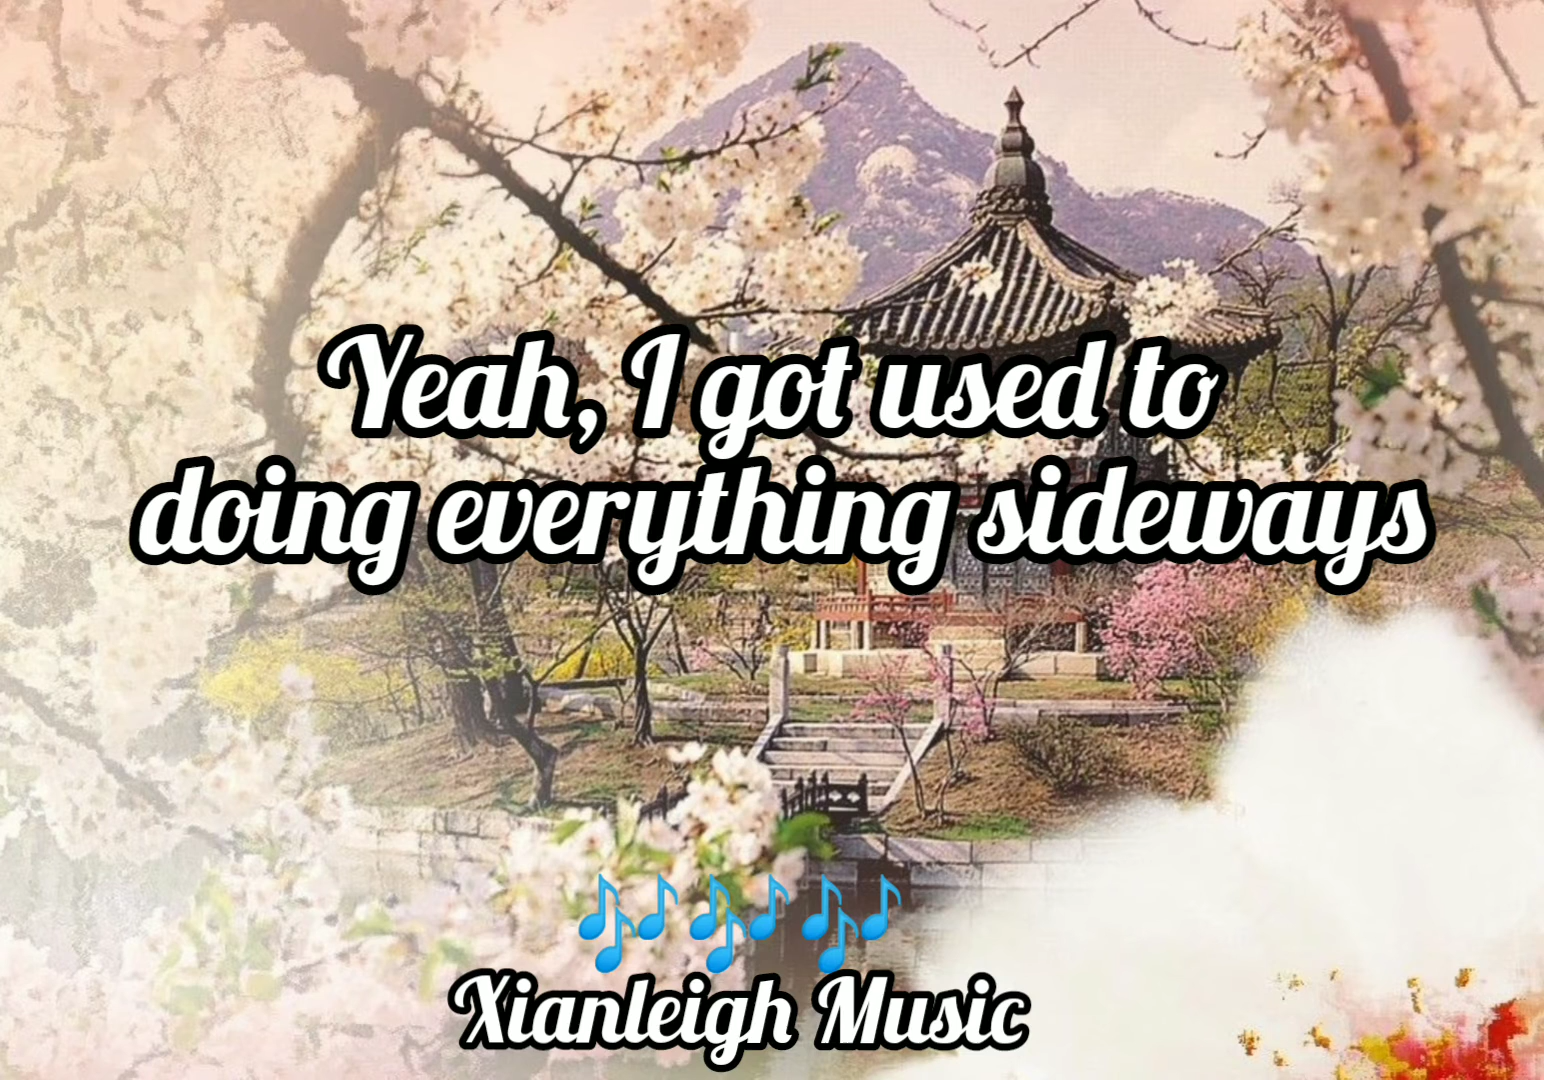 Yeah, I got used to
doing everything sideways
🎶🎶🎶
Xianleigh Music